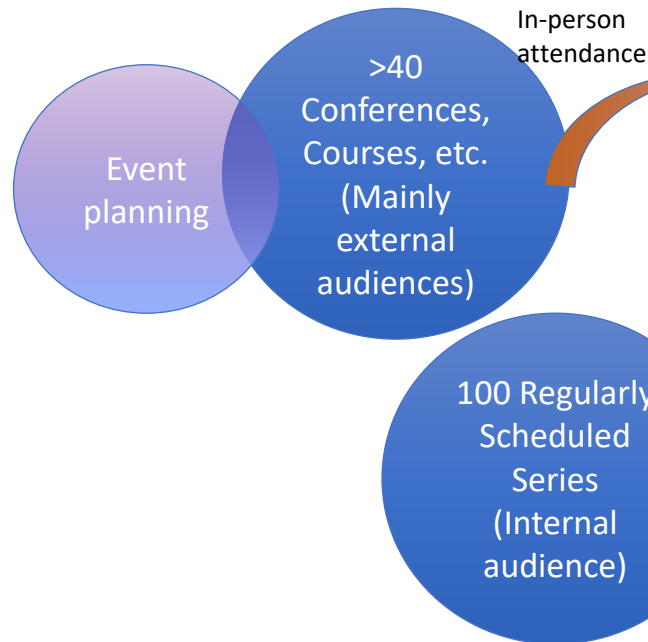 In-person
attendance
>40
Conferences,
Courses, etc.
(Mainly
external
audiences)
Event
planning
100 Regularly
Scheduled
Series
(Internal
audience)